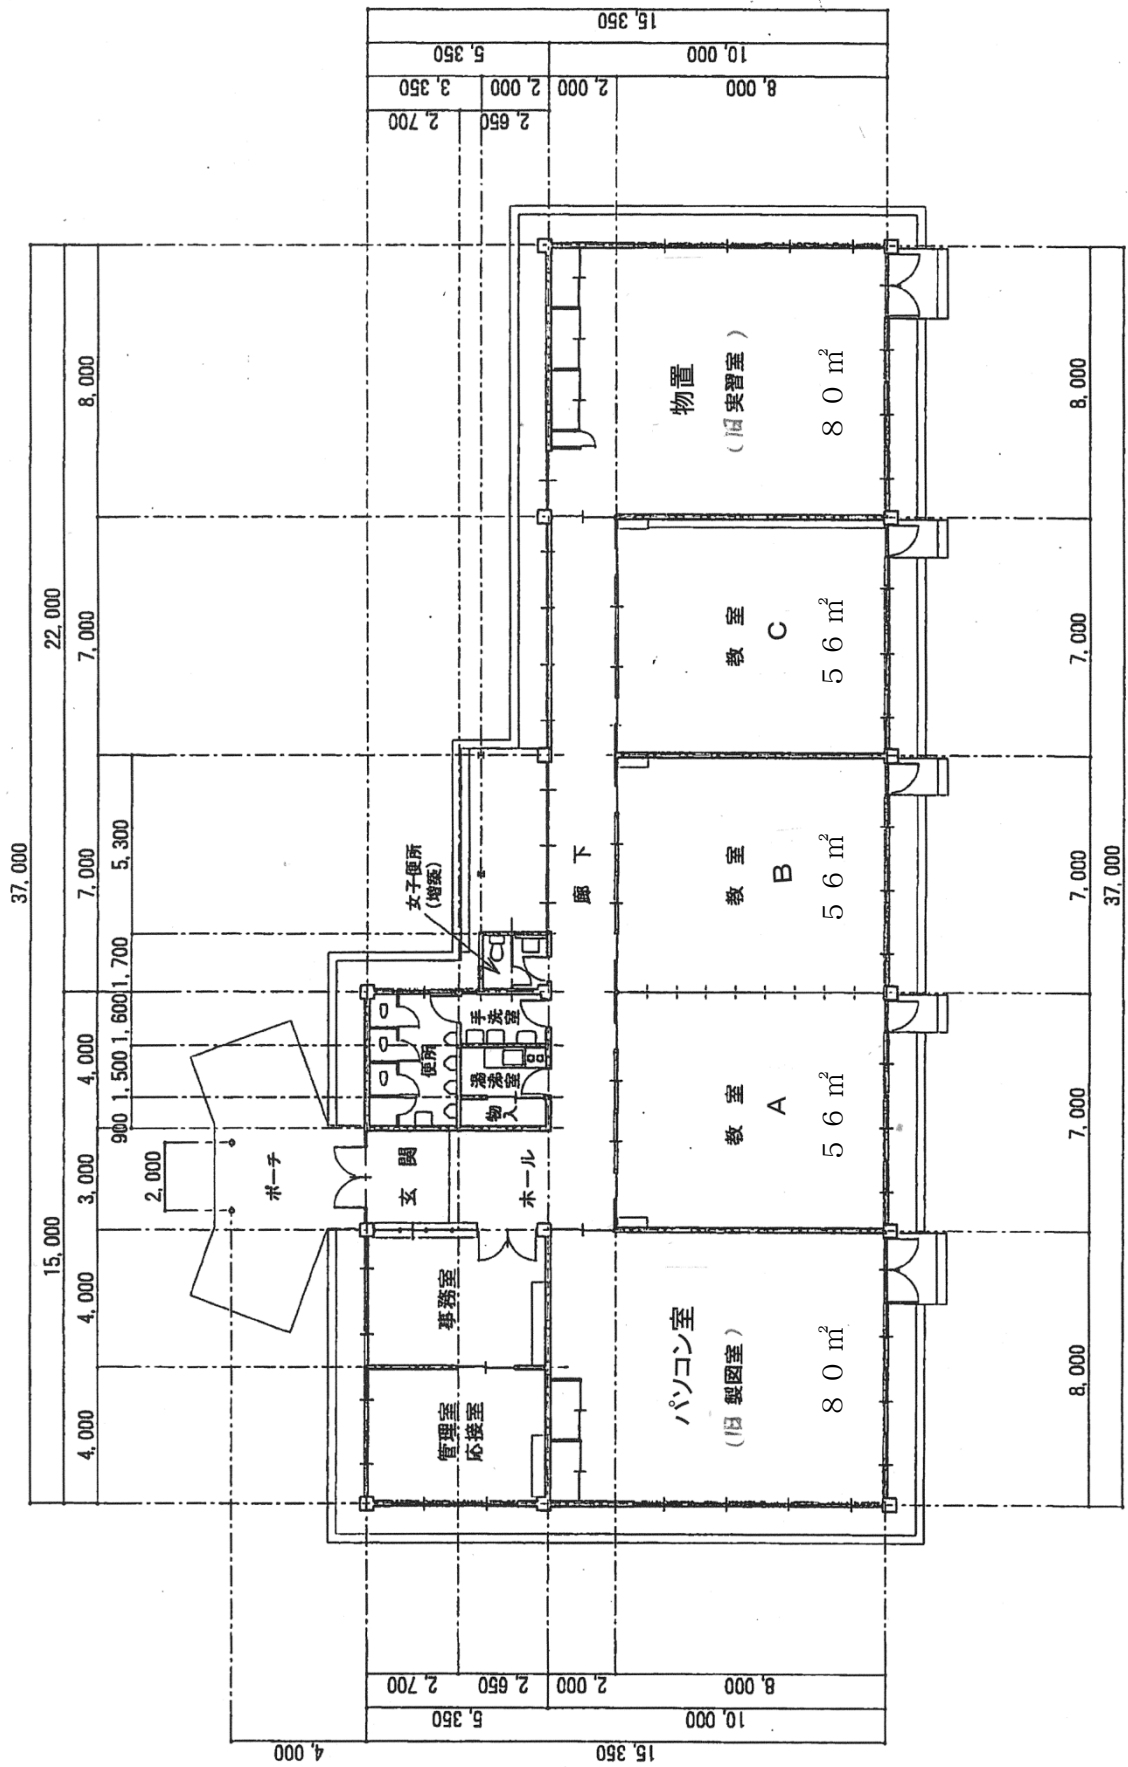 37,000
22,000
15,000
8,000
7,000
7,000
4,000
3,000
4,000
4,000
5,300
1,700
1,600
1,500
900
2,000
15,350
5,350
10,000
3,350
2,000
2,000
8,000
2,700
2,650
ポーチ
玄関
ホール
事務室
管理室
応接室
便所
手洗室
湯沸室
物入
女子便所
(増築)
廊下
パソコン室
(旧 製図室)
80㎡
教室
A
56㎡
教室
B
56㎡
教室
C
56㎡
物置
(旧 実習室)
80㎡
8,000
7,000
7,000
7,000
8,000
37,000
2,700
2,650
2,000
8,000
5,350
10,000
4,000
15,350